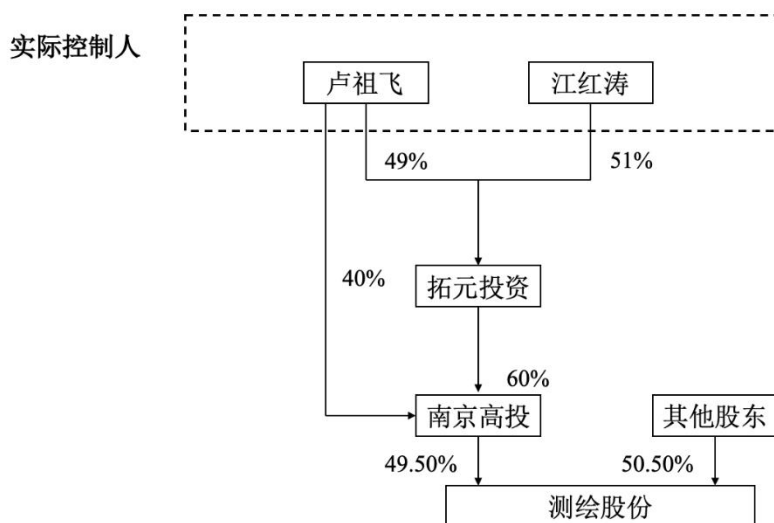 实际控制人
卢祖飞
江红涛
49%
51%
40%
拓元投资
60%
南京高投
其他股东
49.50%
50.50%
测绘股份